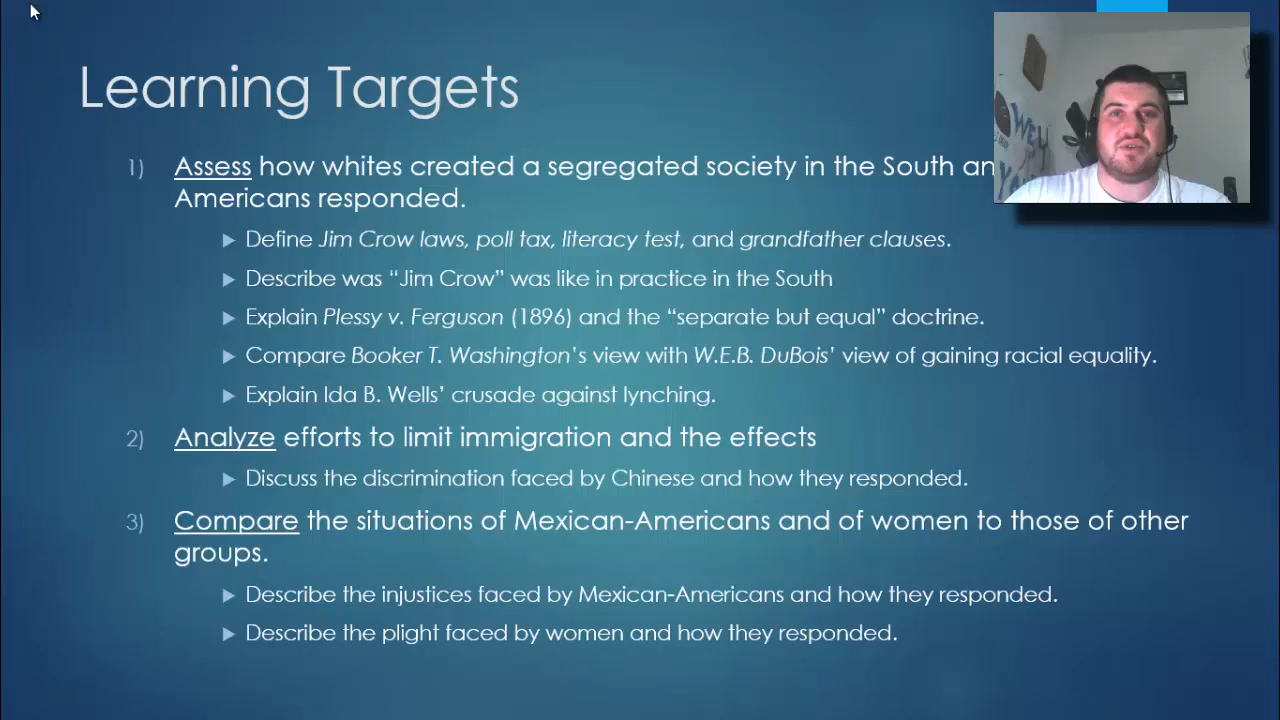 Learning Targets
1) Assess how whites created a segregated society in the South an
Americans responded.
Define Jim Crow laws, poll tax, literacy test, and grandfather clauses.
Describe was “Jim Crow” was like in practice in the South
Explain Plessy v. Ferguson (1896) and the “separate but equal” doctrine.
Compare Booker T. Washington’s view with W.E.B. DuBois’ view of gaining racial equality.
Explain Ida B. Wells’ crusade against lynching.
2) Analyze efforts to limit immigration and the effects
Discuss the discrimination faced by Chinese and how they responded.
3) Compare the situations of Mexican-Americans and of women to those of other
groups.
Describe the injustices faced by Mexican-Americans and how they responded.
Describe the plight faced by women and how they responded.